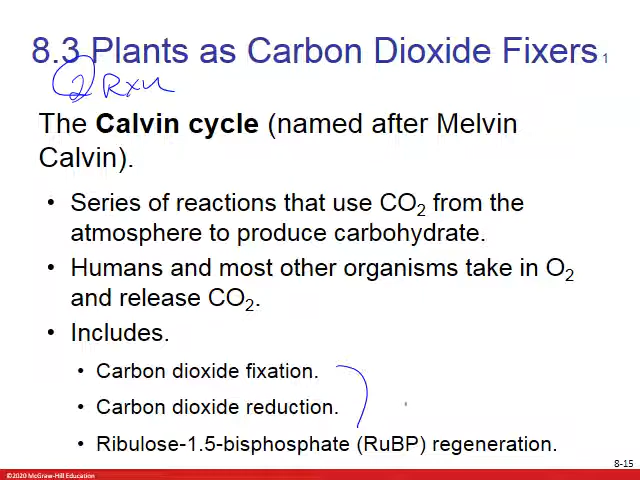 8.3 Plants as Carbon Dioxide Fixers 1
2 Rxn
The Calvin cycle (named after Melvin
Calvin).
• Series of reactions that use CO2 from the
atmosphere to produce carbohydrate.
• Humans and most other organisms take in O2
and release CO2.
• Includes.
• Carbon dioxide fixation.
• Carbon dioxide reduction.
• Ribulose-1.5-bisphosphate (RuBP) regeneration.
8-15
©2020 McGraw-Hill Education